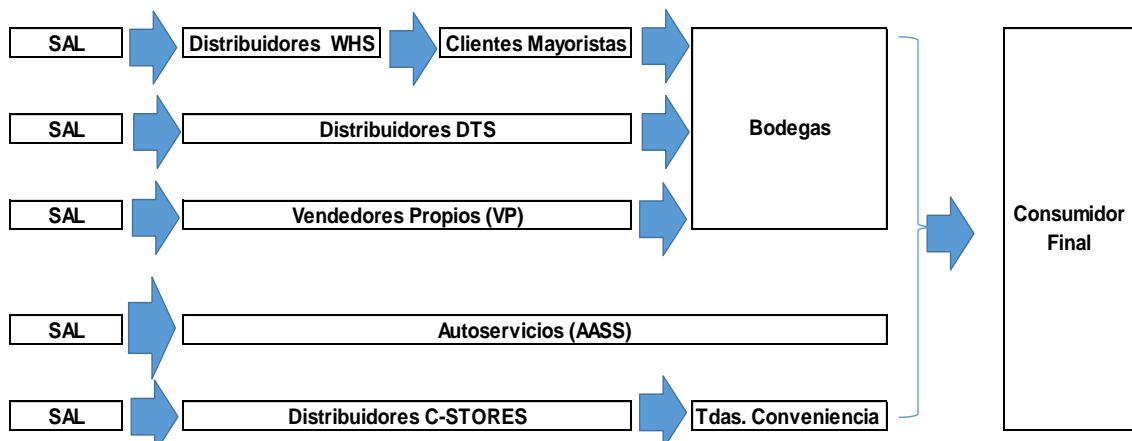 SAL
Distribuidores WHS
Clientes Mayoristas
SAL
Distribuidores DTS
Bodegas
SAL
Vendedores Propios (VP)
Consumidor
Final
SAL
Autoservicios (AASS)
SAL
Distribuidores C-STORES
Tdas. Conveniencia